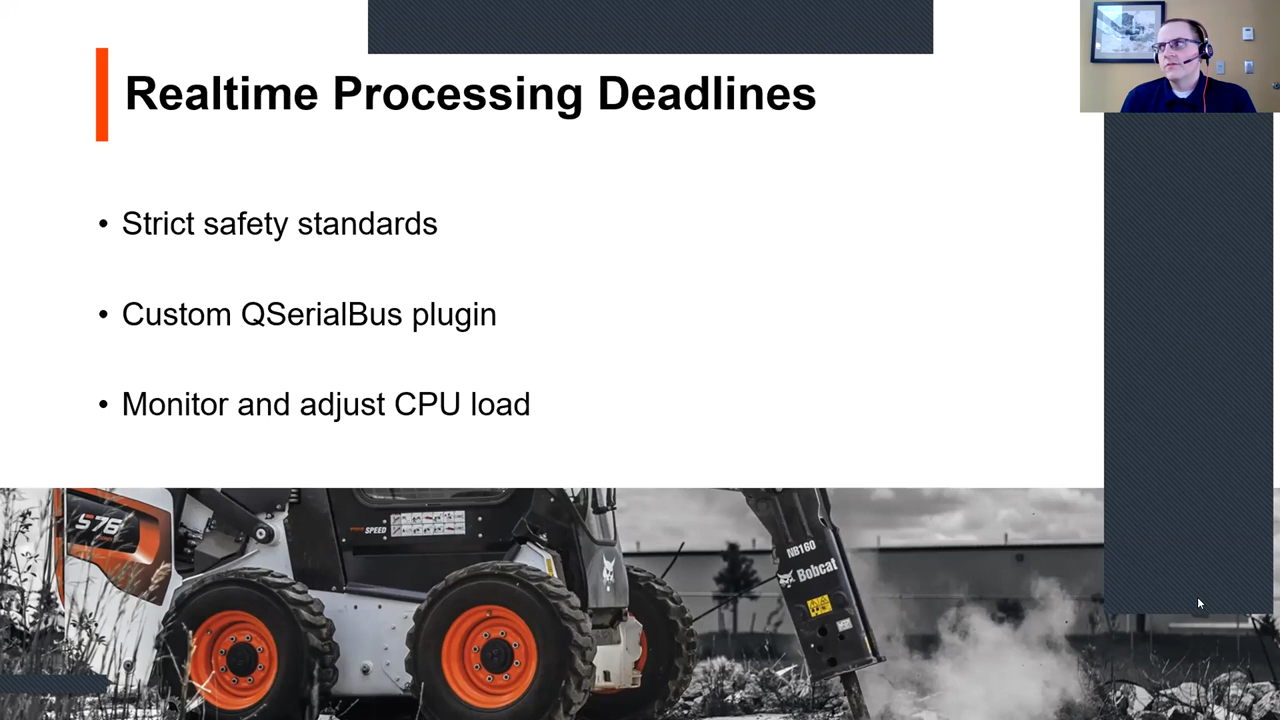 Realtime Processing Deadlines
• Strict safety standards
• Custom QSerialBus plugin
• Monitor and adjust CPU load
S76
SPEED
NB160
Bobcat